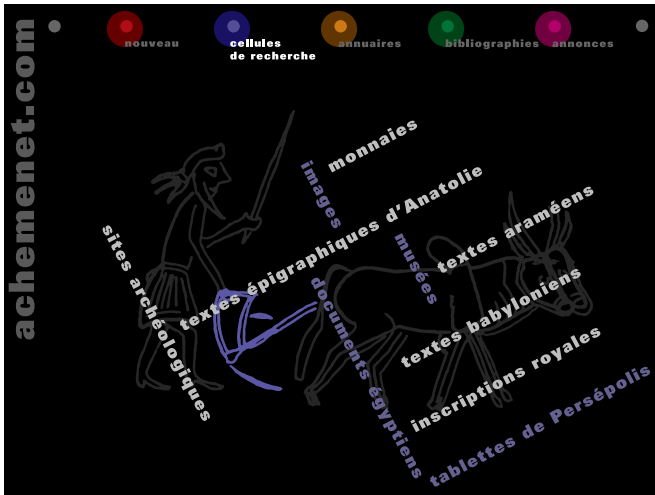 achemenet.com
nouveau
cellules
de recherche
annuaires
bibliographies
annonces
monnaies
images
textes épigraphiques d'Anatolie
textes araméens
musées
sites archéologiques
documents égyptiens
textes babyloniens
inscriptions royales
tablettes de Persépolis